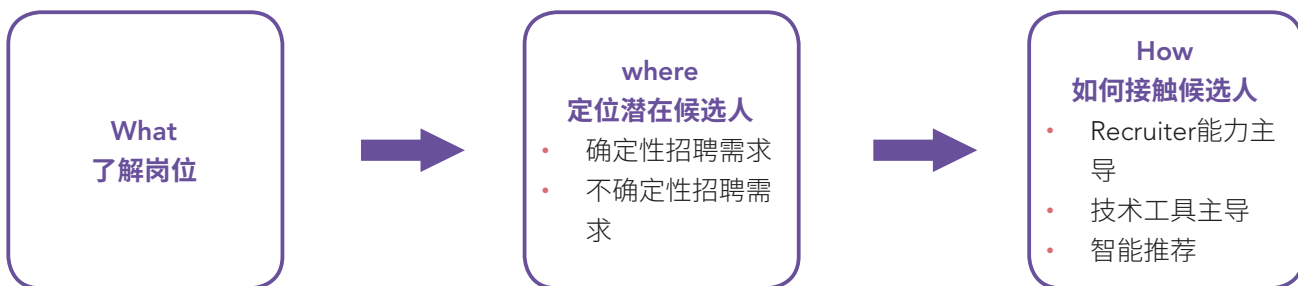 What
了解岗位
where
定位潜在候选人
• 确定性招聘需求
• 不确定性招聘需
求
How
如何接触候选人
• Recruiter能力主
导
• 技术工具主导
• 智能推荐